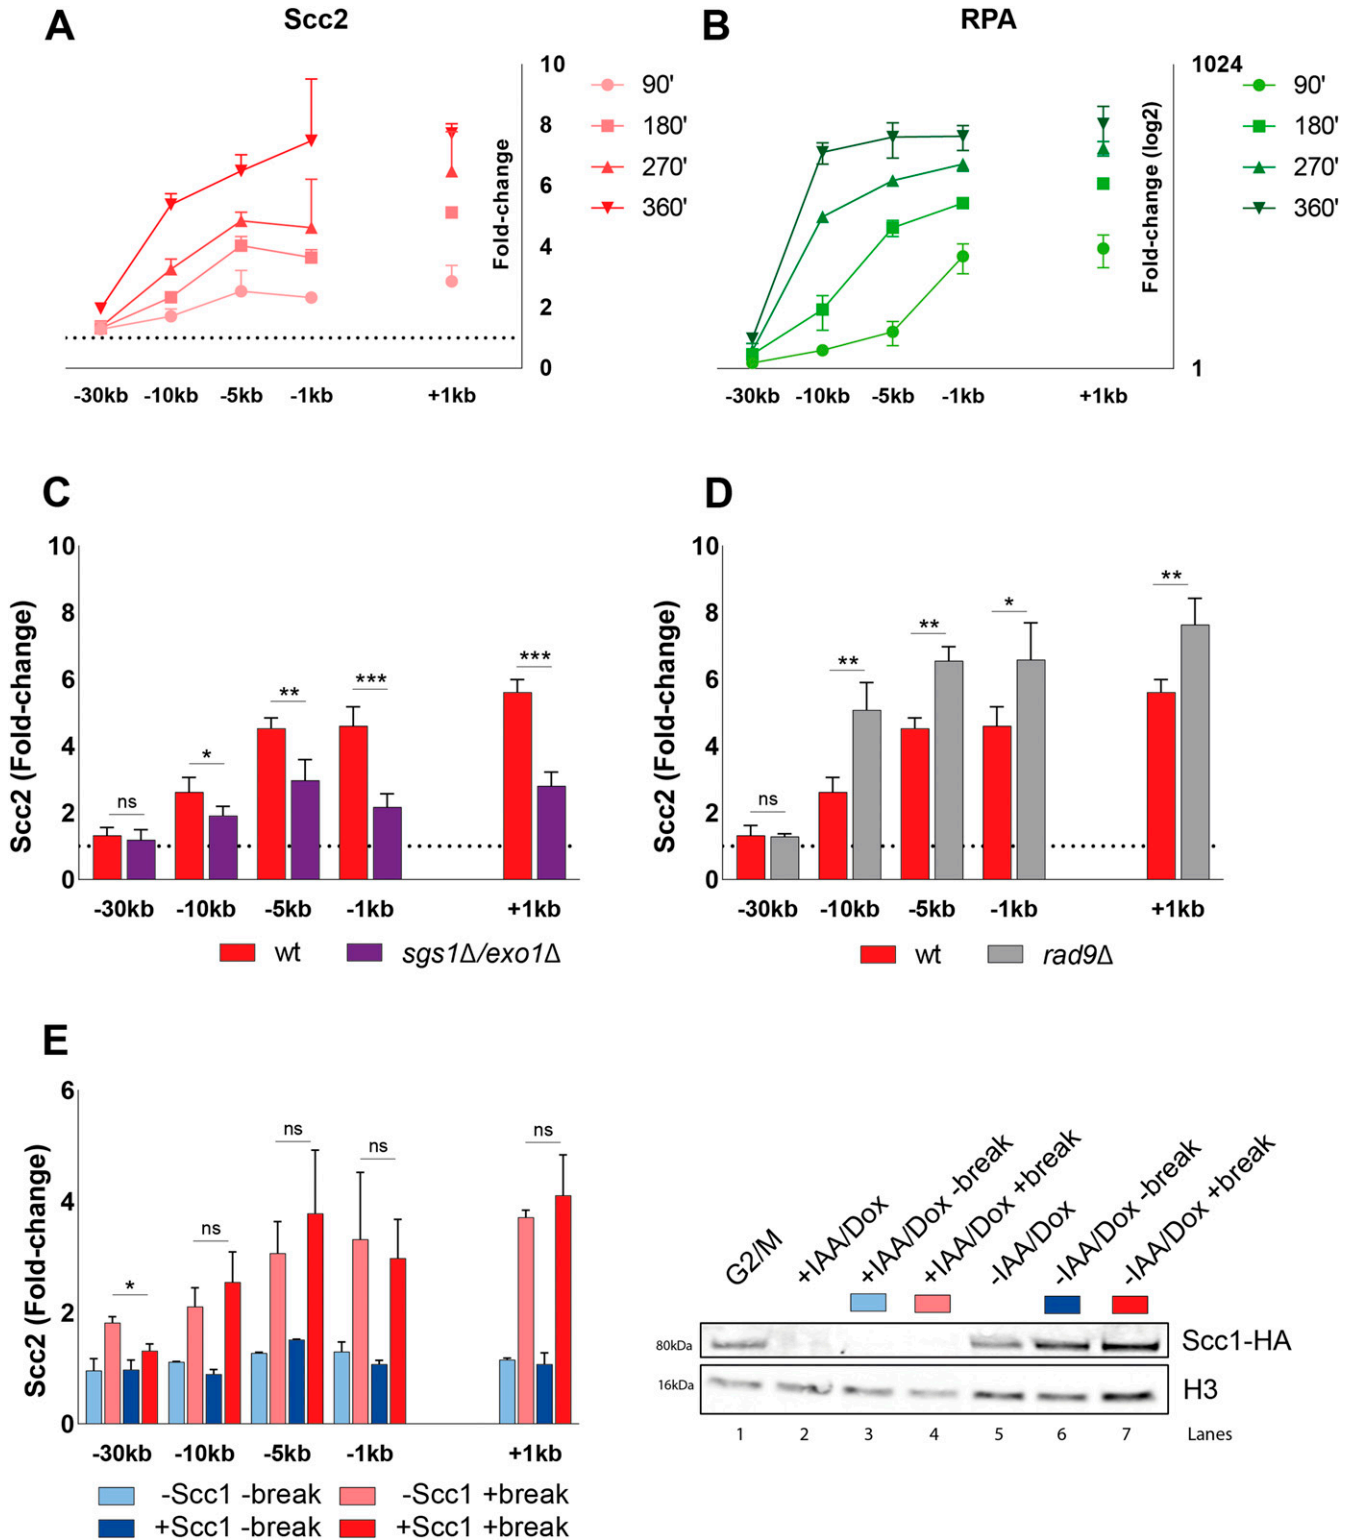 A
Scc2
10
8
6
4
2
0
Fold-change
90'
180'
270'
360'
-30kb -10kb -5kb -1kb +1kb
B
RPA
1024
1
Fold-change (log2)
90'
180'
270'
360'
-30kb -10kb -5kb -1kb +1kb
C
Scc2 (Fold-change)
10
8
6
4
2
0
ns * ** *** ***
-30kb -10kb -5kb -1kb +1kb
wt sgs1Δ/exo1Δ
D
Scc2 (Fold-change)
10
8
6
4
2
0
ns ** ** * **
-30kb -10kb -5kb -1kb +1kb
wt rad9Δ
E
Scc2 (Fold-change)
6
4
2
0
* ns ns ns ns
-30kb -10kb -5kb -1kb +1kb
-Scc1 -break -Scc1 +break
+Scc1 -break +Scc1 +break
G2/M
+IAA/Dox
+IAA/Dox -break
+IAA/Dox +break
-IAA/Dox
-IAA/Dox -break
-IAA/Dox +break
80kDa Scc1-HA
16kDa H3
1 2 3 4 5 6 7 Lanes